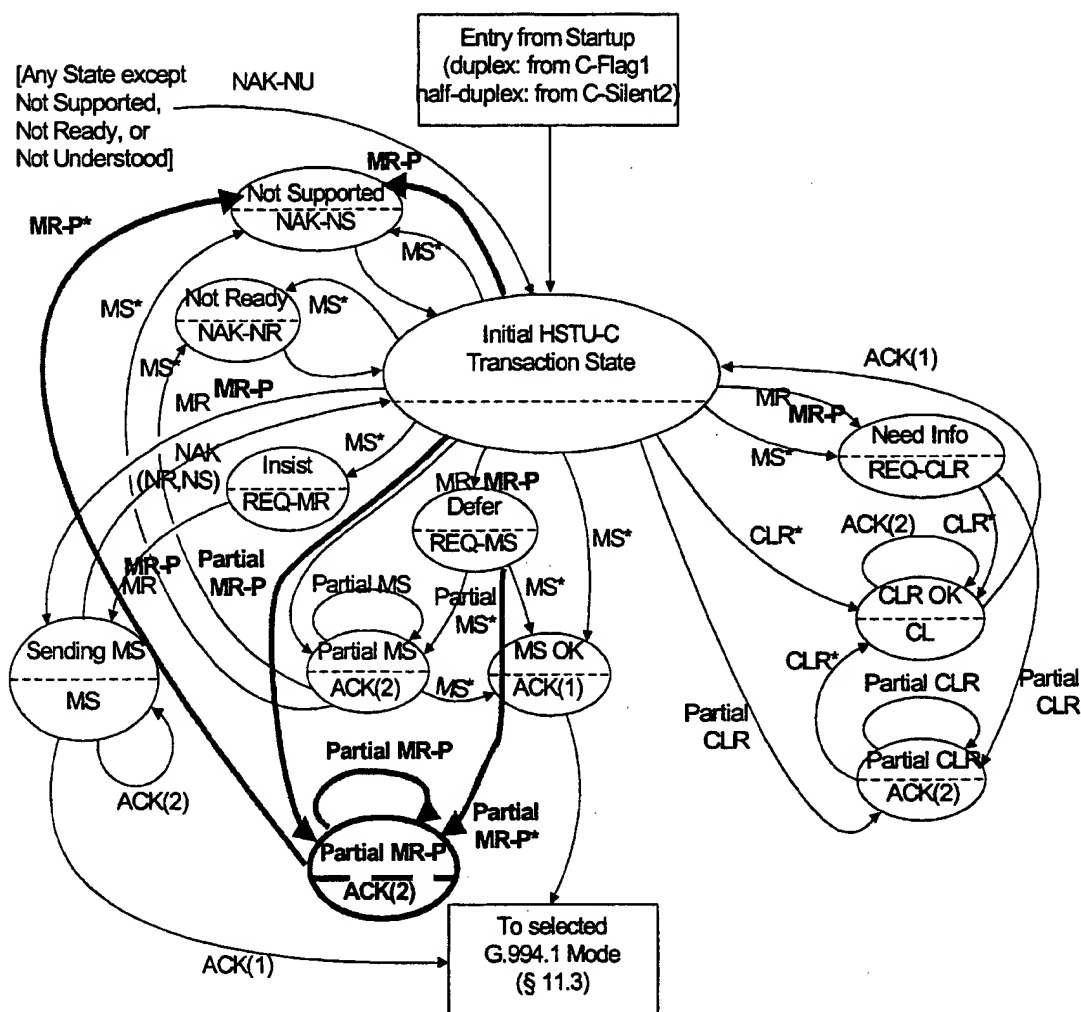 Entry from Startup
(duplex: from C-Flag1
half-duplex: from C-Silent2)
[Any State except
Not Supported,
Not Ready, or
Not Understood]
NAK-NU
MR-P
Not Supported
NAK-NS
MR-P*
MS*
MS*
Not Ready
NAK-NR
MS*
MS*
Initial HSTU-C
Transaction State
ACK(1)
MR
MR-P
MR
MR-P
NAK
(NR,NS)
Insist
REQ-MR
MS*
MR
MR-P
Defer
REQ-MS
MS*
Need Info
REQ-CLR
MS*
CLR*
ACK(2)
CLR*
CLR OK
CL
MR-P
MR
Partial
MR-P
Partial MS
Partial
MS*
MS*
Sending MS
MS
Partial MS
ACK(2)
MS*
MS OK
ACK(1)
CLR*
Partial CLR
Partial
CLR
Partial
CLR
Partial CLR
ACK(2)
ACK(2)
Partial MR-P
Partial
MR-P*
Partial MR-P
ACK(2)
To selected
G.994.1 Mode
(§ 11.3)
ACK(1)